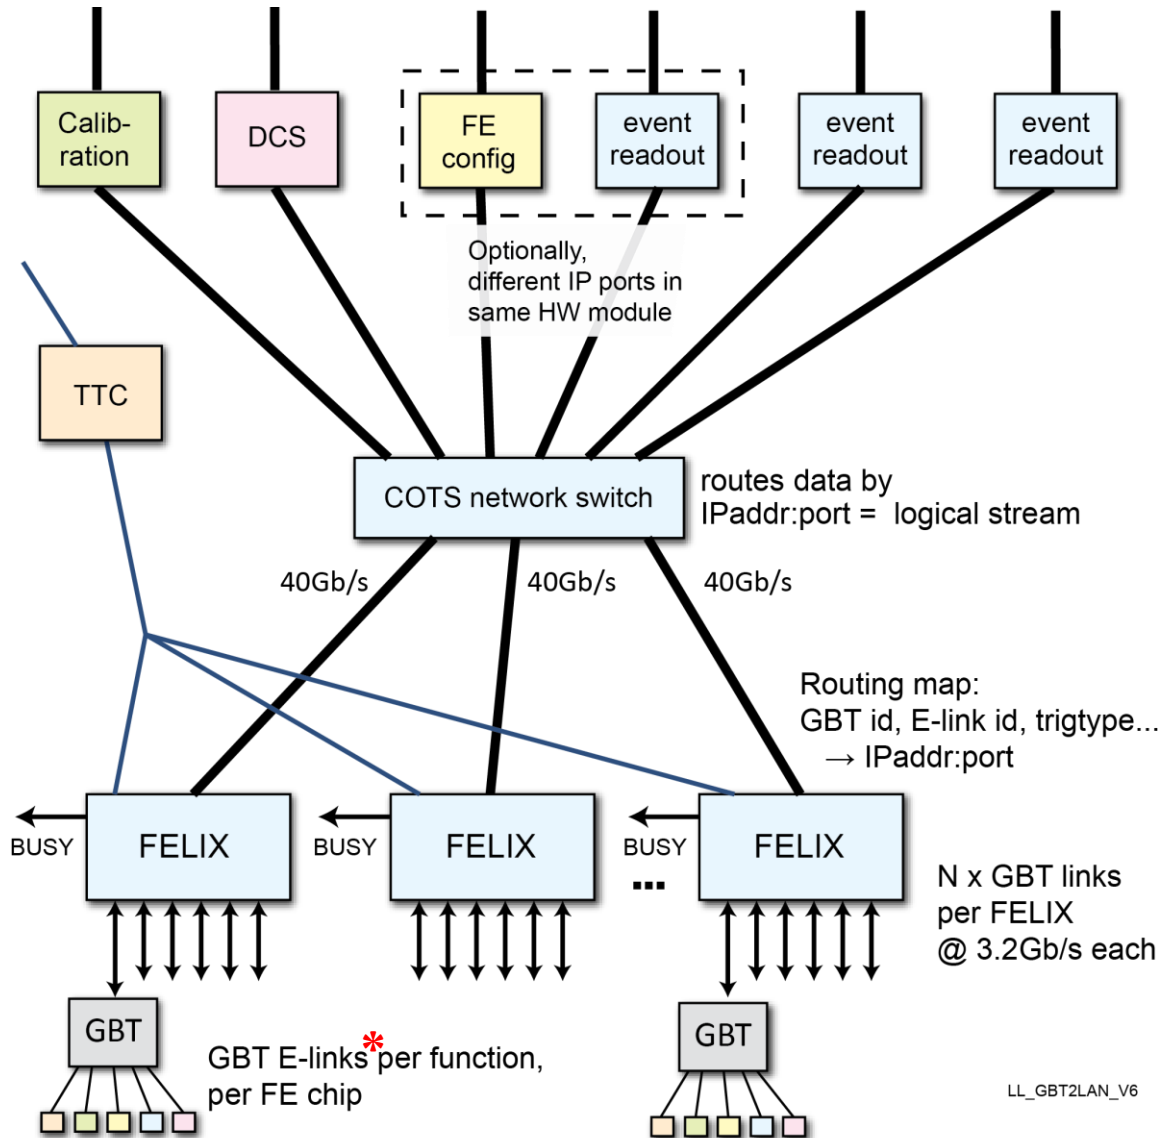 Calib-
ration
DCS
FE
config
event
readout
event
readout
event
readout
Optionally,
different IP ports in
same HW module
TTC
COTS network switch
routes data by
IPaddr:port = logical stream
40Gb/s
40Gb/s
40Gb/s
Routing map:
GBT id, E-link id, trigtype...
→ IPaddr:port
BUSY
FELIX
BUSY
FELIX
BUSY
...
FELIX
N x GBT links
per FELIX
@ 3.2Gb/s each
GBT
GBT E-links*per function,
per FE chip
GBT
LL_GBT2LAN_V6